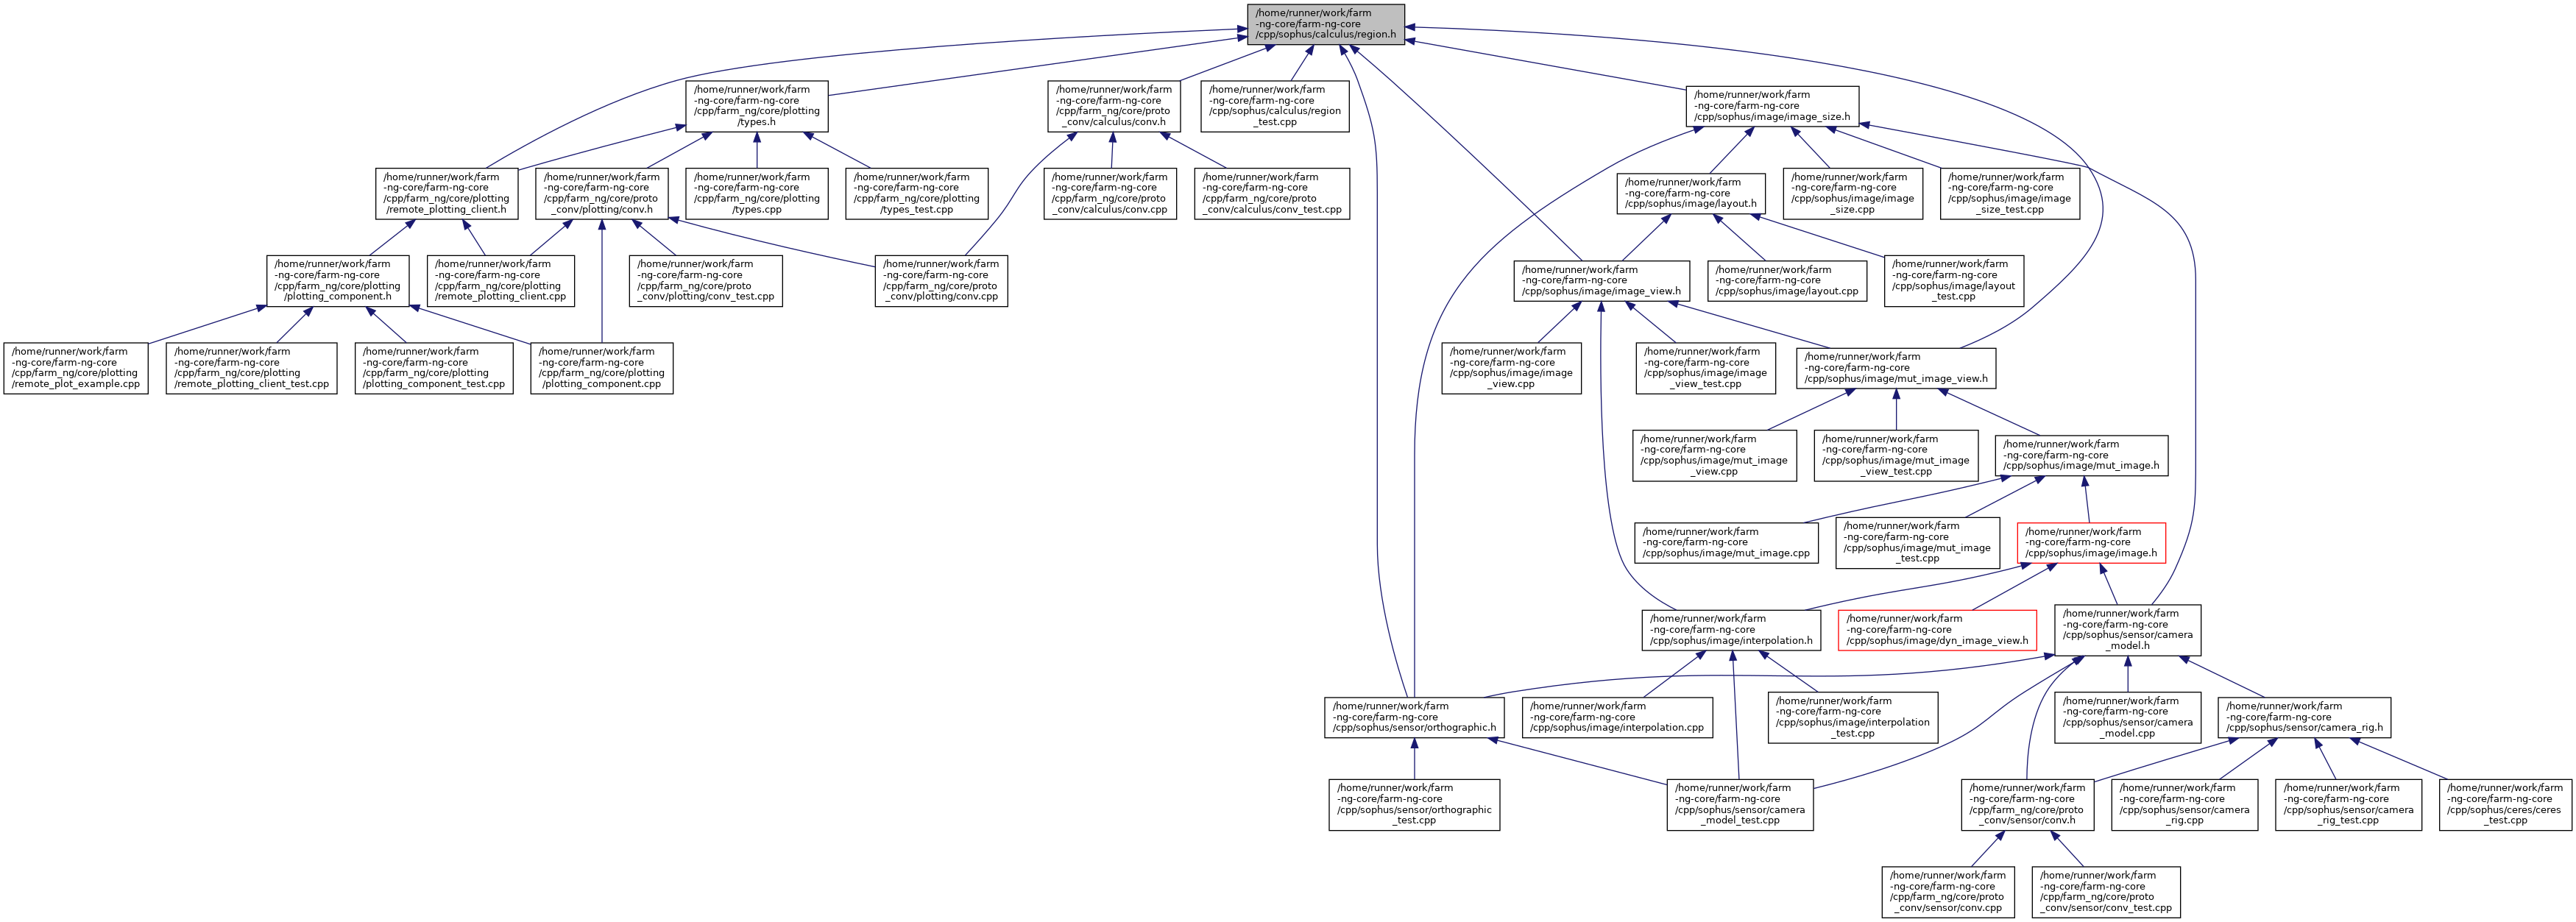 /home/runner/work/farm
-ng-core/farm-ng-core
/cpp/sophus/calculus/region.h
/home/runner/work/farm
-ng-core/farm-ng-core
/cpp/farm_ng/core/plotting
/types.h
/home/runner/work/farm
-ng-core/farm-ng-core
/cpp/farm_ng/core/proto
_conv/calculus/conv.h
/home/runner/work/farm
-ng-core/farm-ng-core
/cpp/sophus/calculus/region
_test.cpp
/home/runner/work/farm
-ng-core/farm-ng-core
/cpp/sophus/image/image_size.h
/home/runner/work/farm
-ng-core/farm-ng-core
/cpp/farm_ng/core/plotting
/remote_plotting_client.h
/home/runner/work/farm
-ng-core/farm-ng-core
/cpp/farm_ng/core/proto
_conv/plotting/conv.h
/home/runner/work/farm
-ng-core/farm-ng-core
/cpp/farm_ng/core/plotting
/types.cpp
/home/runner/work/farm
-ng-core/farm-ng-core
/cpp/farm_ng/core/plotting
/types_test.cpp
/home/runner/work/farm
-ng-core/farm-ng-core
/cpp/farm_ng/core/proto
_conv/calculus/conv.cpp
/home/runner/work/farm
-ng-core/farm-ng-core
/cpp/farm_ng/core/proto
_conv/calculus/conv_test.cpp
/home/runner/work/farm
-ng-core/farm-ng-core
/cpp/sophus/image/layout.h
/home/runner/work/farm
-ng-core/farm-ng-core
/cpp/sophus/image/image
_size.cpp
/home/runner/work/farm
-ng-core/farm-ng-core
/cpp/sophus/image/image
_size_test.cpp
/home/runner/work/farm
-ng-core/farm-ng-core
/cpp/farm_ng/core/plotting
/plotting_component.h
/home/runner/work/farm
-ng-core/farm-ng-core
/cpp/farm_ng/core/plotting
/remote_plotting_client.cpp
/home/runner/work/farm
-ng-core/farm-ng-core
/cpp/farm_ng/core/proto
_conv/plotting/conv_test.cpp
/home/runner/work/farm
-ng-core/farm-ng-core
/cpp/farm_ng/core/proto
_conv/plotting/conv.cpp
/home/runner/work/farm
-ng-core/farm-ng-core
/cpp/sophus/image/image_view.h
/home/runner/work/farm
-ng-core/farm-ng-core
/cpp/sophus/image/layout.cpp
/home/runner/work/farm
-ng-core/farm-ng-core
/cpp/sophus/image/layout
_test.cpp
/home/runner/work/farm
-ng-core/farm-ng-core
/cpp/farm_ng/core/plotting
/remote_plot_example.cpp
/home/runner/work/farm
-ng-core/farm-ng-core
/cpp/farm_ng/core/plotting
/remote_plotting_client_test.cpp
/home/runner/work/farm
-ng-core/farm-ng-core
/cpp/farm_ng/core/plotting
/plotting_component_test.cpp
/home/runner/work/farm
-ng-core/farm-ng-core
/cpp/farm_ng/core/plotting
/plotting_component.cpp
/home/runner/work/farm
-ng-core/farm-ng-core
/cpp/sophus/image/image
_view.cpp
/home/runner/work/farm
-ng-core/farm-ng-core
/cpp/sophus/image/image
_view_test.cpp
/home/runner/work/farm
-ng-core/farm-ng-core
/cpp/sophus/image/mut_image_view.h
/home/runner/work/farm
-ng-core/farm-ng-core
/cpp/sophus/image/mut_image
_view.cpp
/home/runner/work/farm
-ng-core/farm-ng-core
/cpp/sophus/image/mut_image
_view_test.cpp
/home/runner/work/farm
-ng-core/farm-ng-core
/cpp/sophus/image/mut_image.h
/home/runner/work/farm
-ng-core/farm-ng-core
/cpp/sophus/image/mut_image.cpp
/home/runner/work/farm
-ng-core/farm-ng-core
/cpp/sophus/image/mut_image
_test.cpp
/home/runner/work/farm
-ng-core/farm-ng-core
/cpp/sophus/image/image.h
/home/runner/work/farm
-ng-core/farm-ng-core
/cpp/sophus/image/interpolation.h
/home/runner/work/farm
-ng-core/farm-ng-core
/cpp/sophus/image/dyn_image_view.h
/home/runner/work/farm
-ng-core/farm-ng-core
/cpp/sophus/sensor/camera
_model.h
/home/runner/work/farm
-ng-core/farm-ng-core
/cpp/sophus/sensor/orthographic.h
/home/runner/work/farm
-ng-core/farm-ng-core
/cpp/sophus/image/interpolation.cpp
/home/runner/work/farm
-ng-core/farm-ng-core
/cpp/sophus/image/interpolation
_test.cpp
/home/runner/work/farm
-ng-core/farm-ng-core
/cpp/sophus/sensor/camera
_model.cpp
/home/runner/work/farm
-ng-core/farm-ng-core
/cpp/sophus/sensor/camera_rig.h
/home/runner/work/farm
-ng-core/farm-ng-core
/cpp/sophus/sensor/orthographic
_test.cpp
/home/runner/work/farm
-ng-core/farm-ng-core
/cpp/sophus/sensor/camera
_model_test.cpp
/home/runner/work/farm
-ng-core/farm-ng-core
/cpp/farm_ng/core/proto
_conv/sensor/conv.h
/home/runner/work/farm
-ng-core/farm-ng-core
/cpp/sophus/sensor/camera
_rig.cpp
/home/runner/work/farm
-ng-core/farm-ng-core
/cpp/sophus/sensor/camera
_rig_test.cpp
/home/runner/work/farm
-ng-core/farm-ng-core
/cpp/sophus/ceres/ceres
_test.cpp
/home/runner/work/farm
-ng-core/farm-ng-core
/cpp/farm_ng/core/proto
_conv/sensor/conv.cpp
/home/runner/work/farm
-ng-core/farm-ng-core
/cpp/farm_ng/core/proto
_conv/sensor/conv_test.cpp